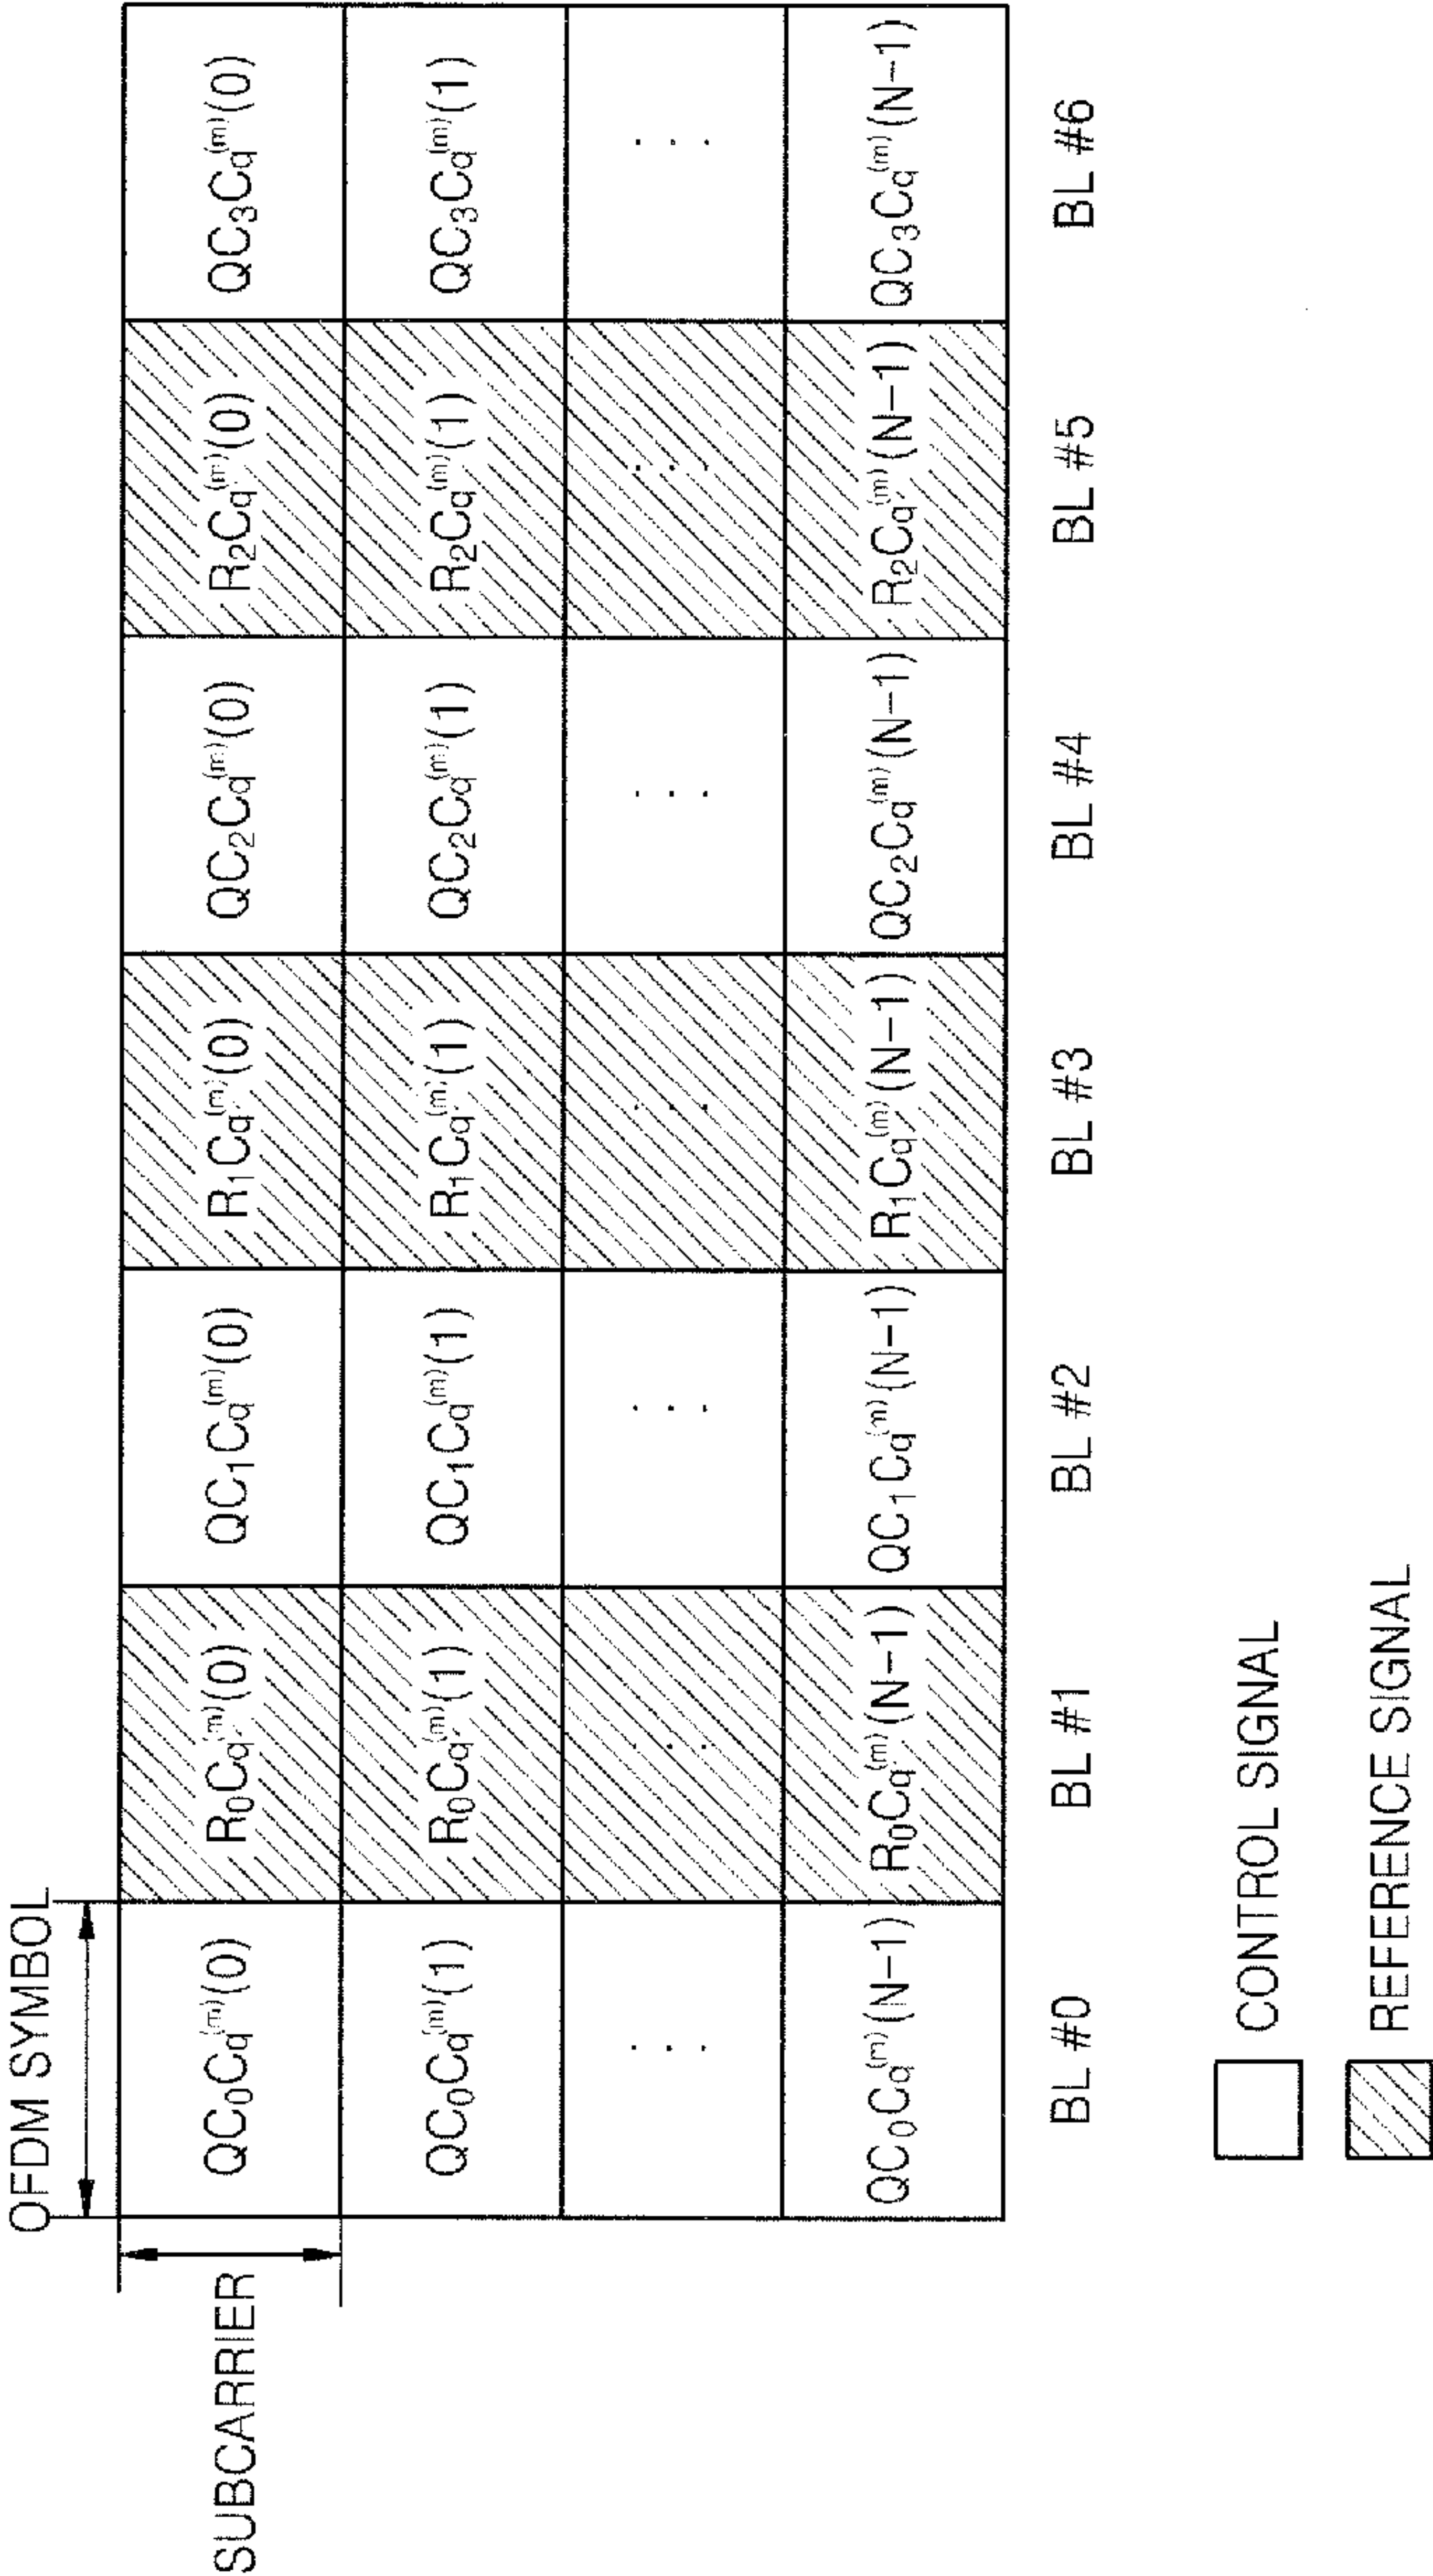 OFDM SYMBOL
SUBCARRIER
QC₀Cq⁽ᵐ⁾(0) R₀Cq⁽ᵐ⁾(0) QC₁Cq⁽ᵐ⁾(0) R₁Cq⁽ᵐ⁾(0) QC₂Cq⁽ᵐ⁾(0) R₂Cq⁽ᵐ⁾(0) QC₃Cq⁽ᵐ⁾(0)
QC₀Cq⁽ᵐ⁾(1) R₀Cq⁽ᵐ⁾(1) QC₁Cq⁽ᵐ⁾(1) R₁Cq⁽ᵐ⁾(1) QC₂Cq⁽ᵐ⁾(1) R₂Cq⁽ᵐ⁾(1) QC₃Cq⁽ᵐ⁾(1)
⋮ ⋮ ⋮ ⋮ ⋮ ⋮ ⋮
QC₀Cq⁽ᵐ⁾(N-1) R₀Cq⁽ᵐ⁾(N-1) QC₁Cq⁽ᵐ⁾(N-1) R₁Cq⁽ᵐ⁾(N-1) QC₂Cq⁽ᵐ⁾(N-1) R₂Cq⁽ᵐ⁾(N-1) QC₃Cq⁽ᵐ⁾(N-1)
BL #0 BL #1 BL #2 BL #3 BL #4 BL #5 BL #6
CONTROL SIGNAL
REFERENCE SIGNAL